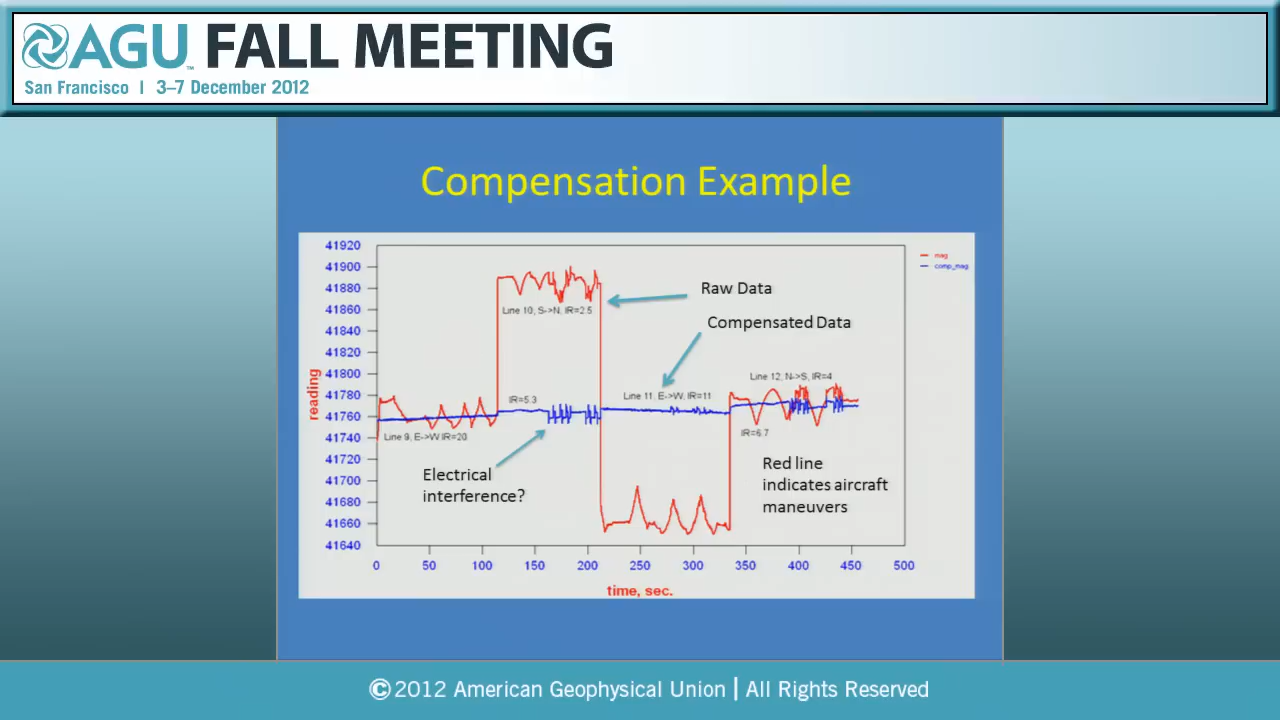 AGU FALL MEETING
™
San Francisco | 3–7 December 2012
Compensation Example
41920
41900
41880
41860
41840
41820
41800
41780
41760
41740
41720
41700
41680
41660
41640
reading
mag
comp_mag
Raw Data
Line 10, S->N, IR=2.5
Compensated Data
Line 12, N->S, IR=4
IR=5.3
Line 11, E->W, IR=11
Line 9, E->W.IR=20
IR=6.7
Electrical
interference?
Red line
indicates aircraft
maneuvers
0 50 100 150 200 250 300 350 400 450 500
time, sec.
©2012 American Geophysical Union | All Rights Reserved